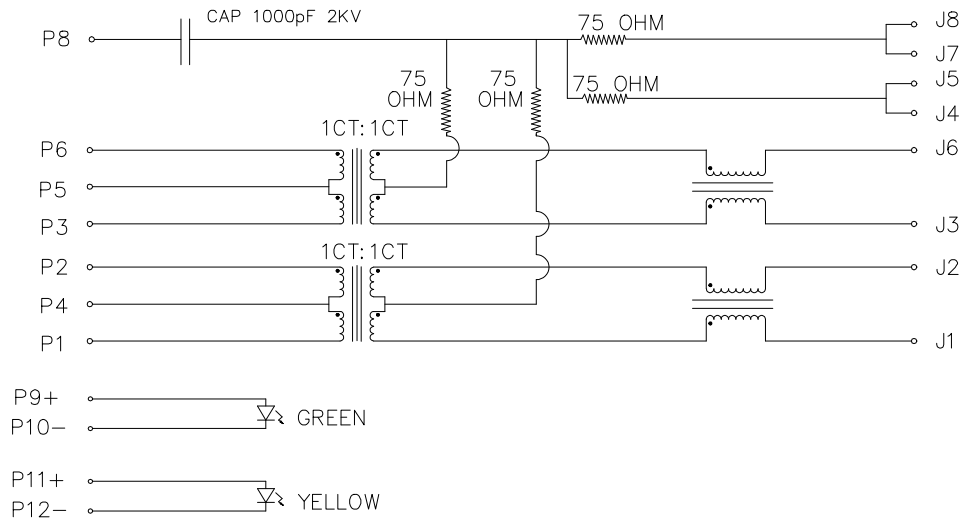 CAP 1000pF 2KV
P8
75 OHM
J8
J7
75 OHM
J5
J4
75
OHM
75
OHM
1CT:1CT
P6
P5
P3
J6
J3
1CT:1CT
P2
P4
P1
J2
J1
P9+
P10-
GREEN
P11+
P12-
YELLOW